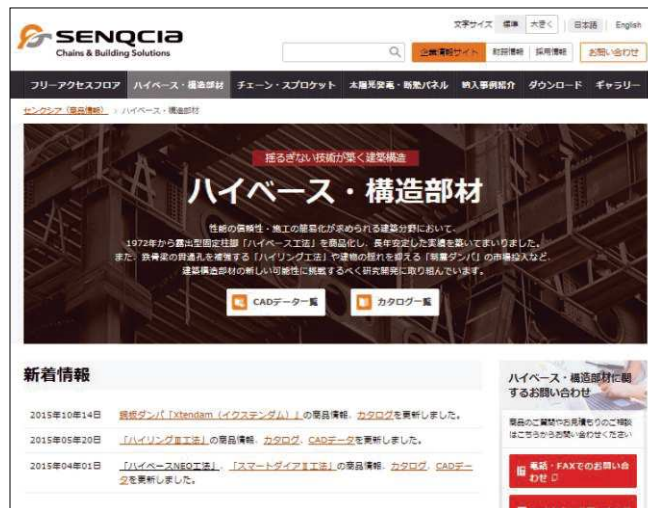 SENQCIA
Chains & Building Solutions
文字サイズ 標準 大きく 日本語 English
企業情報サイト 財務情報 採用情報 お問い合わせ
フリーアクセスフロア ハイベース・構造部材 チェーン・スプロケット 太陽光発電・断熱パネル 納入事例紹介 ダウンロード ギャラリー
センクシア（商品情報） > ハイベース・構造部材
揺るぎない技術が築く建築構造
ハイベース・構造部材
性能の信頼性・施工の簡易化が求められる建築分野において、
1972年から露出型固定柱脚「ハイベース工法」を商品化し、長年安定した実績を築いてまいりました。
また、鉄骨梁の貫通孔を補強する「ハイリング工法」や建物の揺れを抑える「制震ダンパ」の市場投入など、
建築構造部材の新しい可能性に挑戦するべく研究開発に取り組んでいます。
CADデータ一覧 カタログ一覧
新着情報
2015年10月14日 鋼板ダンパ「Xtendam（イクステンダム）」の商品情報、カタログを更新しました。
2015年05月20日 「ハイリングⅢ工法」の商品情報、カタログ、CADデータを更新しました。
2015年04月01日 「ハイベースNEO工法」、「スマートダイアⅡ工法」の商品情報、カタログ、CADデー
タを更新しました。
ハイベース・構造部材に関
するお問い合わせ
商品のご質問やお見積もりのご相談
はこちらからお問い合わせください
電話・FAXでのお問い合
わせ